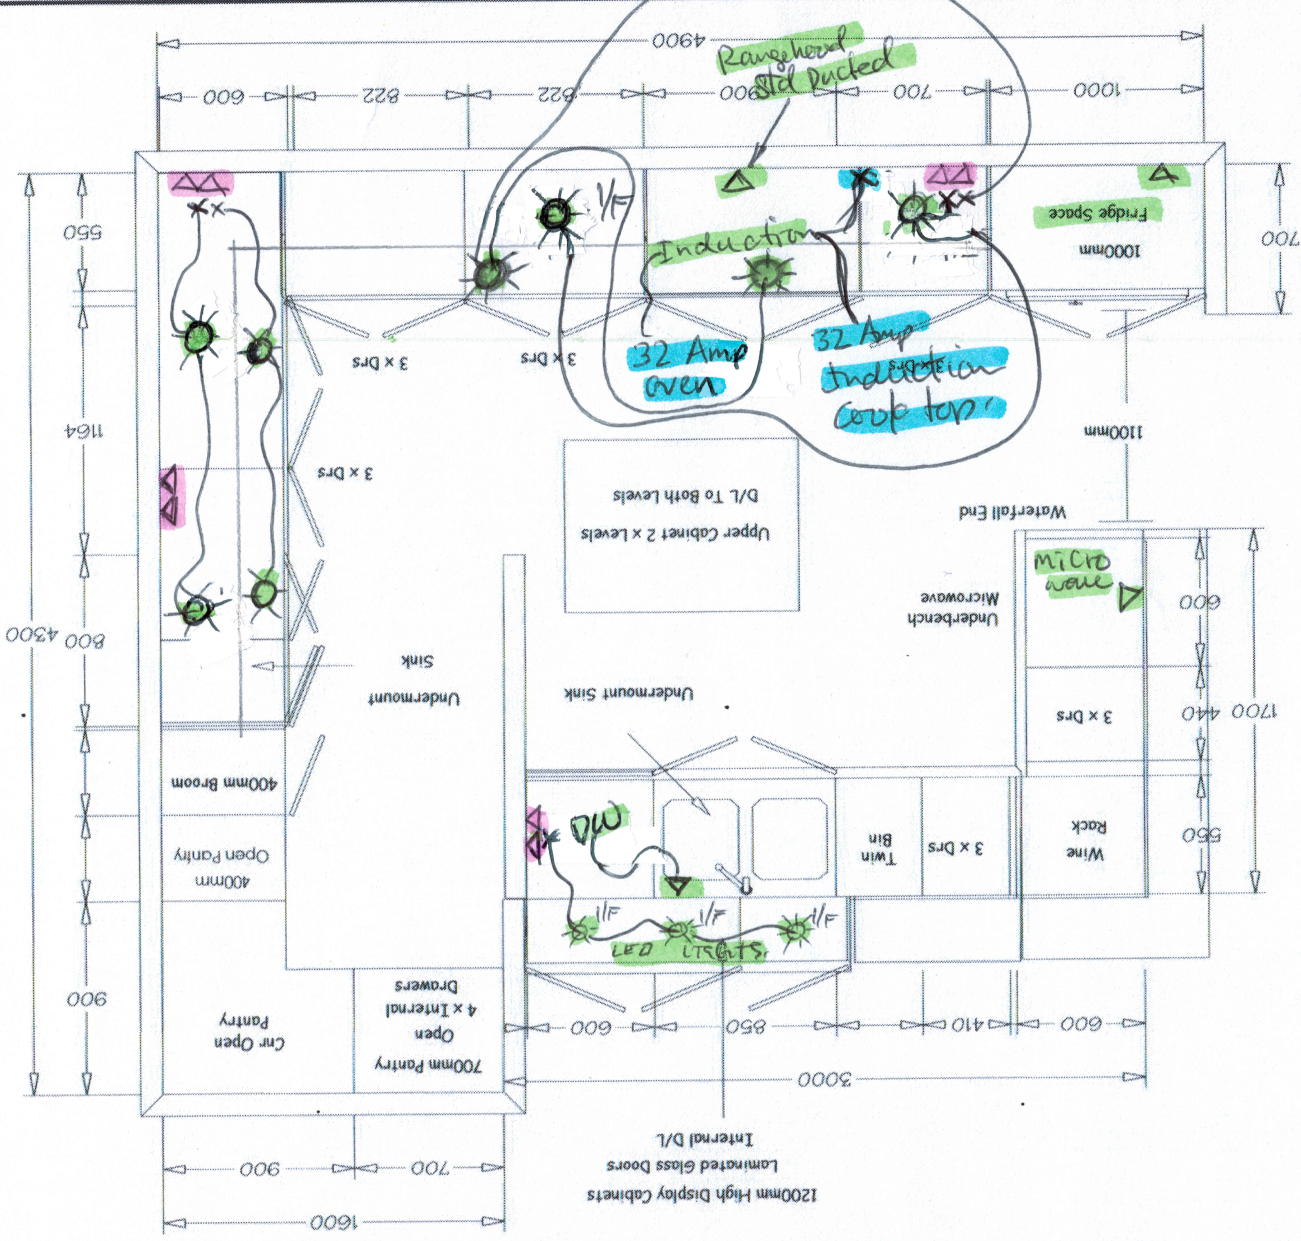 4900
600
822
822
900
700
1000
Rangehood
Std Ducted
550
1/F
Induction
Fridge Space
1000mm
700
3 x Drs
3 x Drs
32 Amp
oven
32 Amp
Induction
Cook top
3 x Drs
1164
3 x Drs
1100mm
Upper Cabinet 2 x Levels
D/L To Both Levels
Waterfall End
Micro
wave
Underbench
Microwave
600
4300
800
Undermount
Sink
Undermount Sink
3 x Drs
440
1700
400mm Broom
400mm
Open Pantry
DW
Twin
Bin
3 x Drs
Wine
Rack
550
1/F
1/F
1/F
LED LIGHTS
900
Cnr Open
Pantry
700mm Pantry
Open
4 x Internal
Drawers
600
850
410
600
3000
900
700
1600
1200mm High Display Cabinets
Laminated Glass Doors
Internal D/L